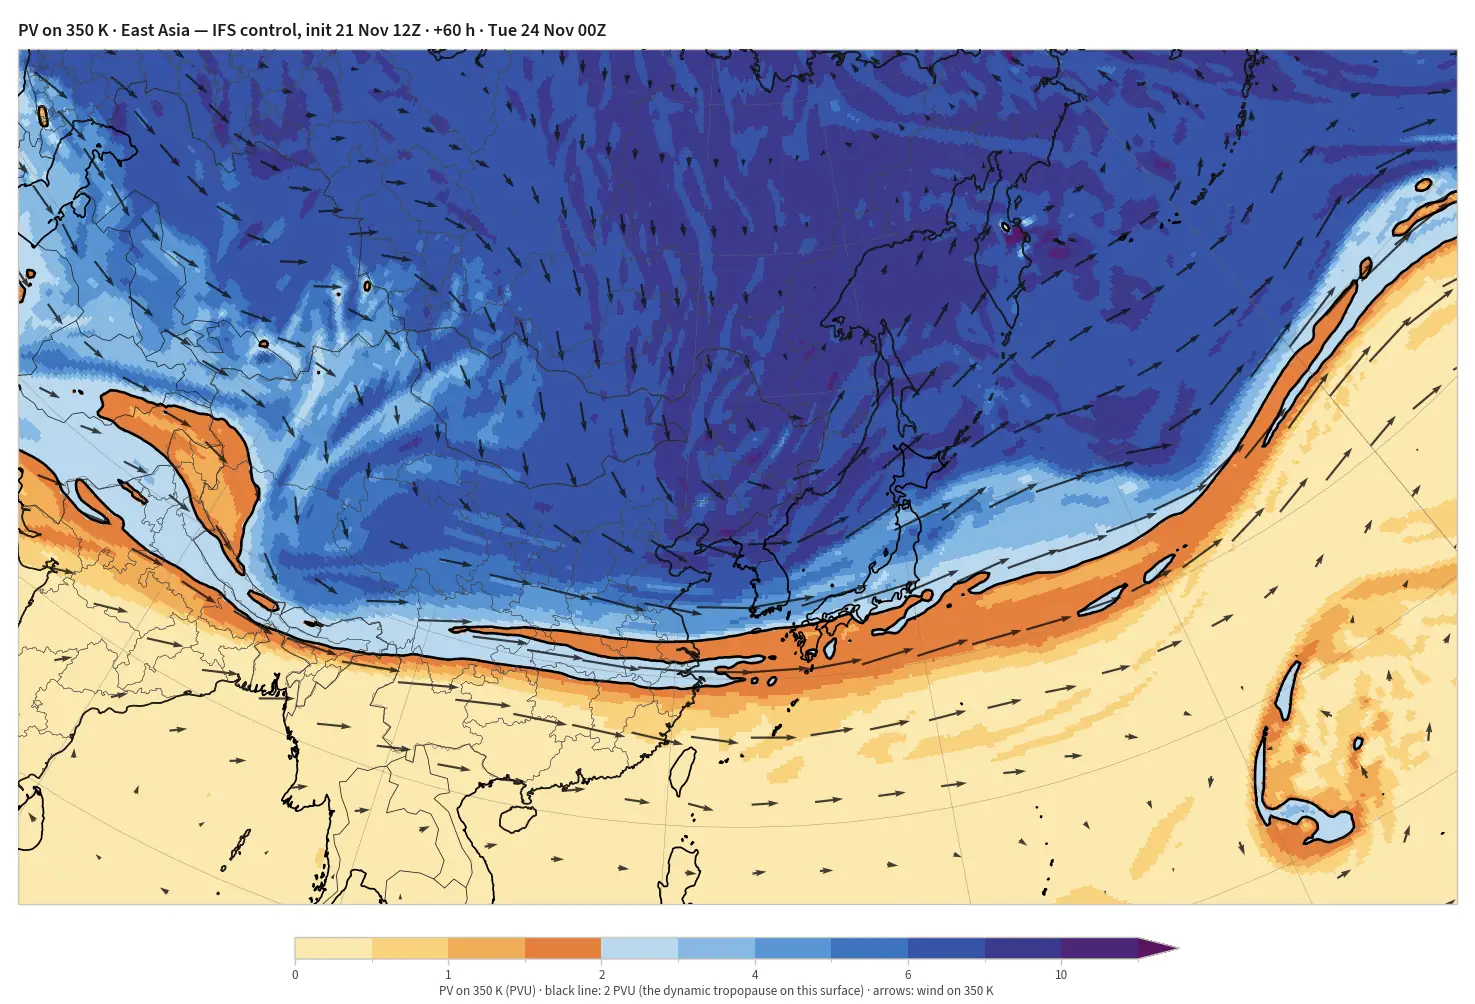 PV on 350 K · East Asia — IFS control, init 21 Nov 12Z · +60 h · Tue 24 Nov 00Z
0 1 2 4 6 10
PV on 350 K (PVU) · black line: 2 PVU (the dynamic tropopause on this surface) · arrows: wind on 350 K